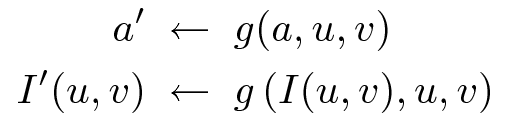 a′ ← g(a, u, v)
I′(u, v) ← g (I(u, v), u, v)